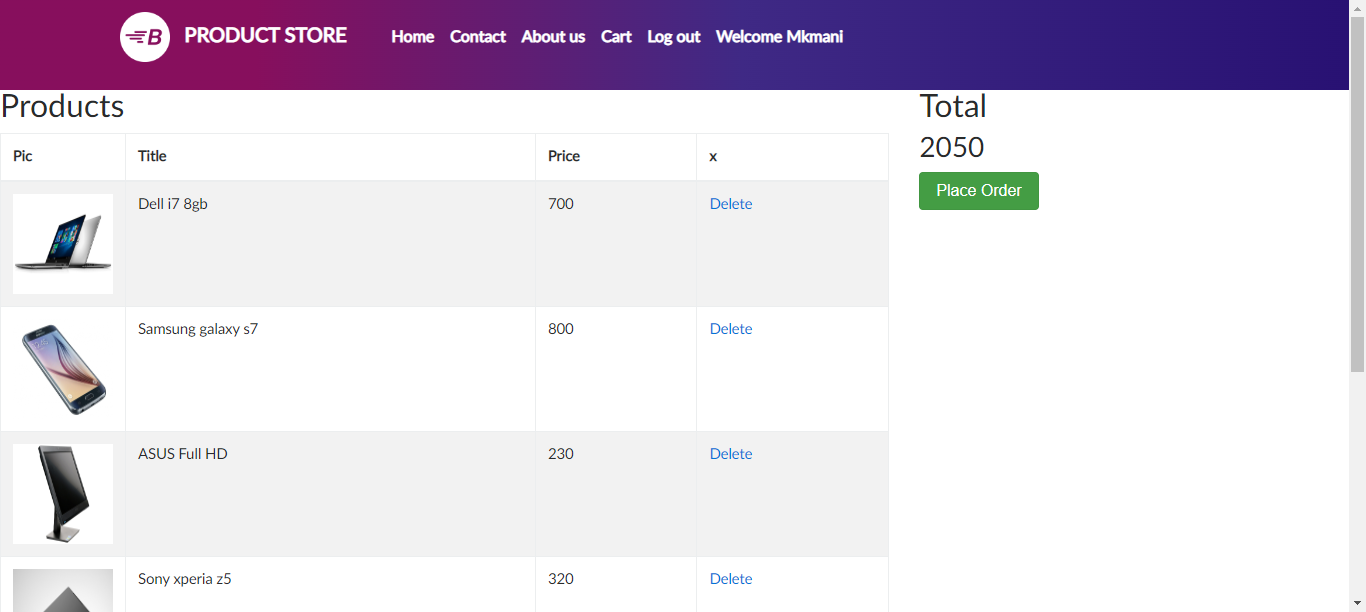 B PRODUCT STORE Home Contact About us Cart Log out Welcome Mkmani
Products
Pic Title Price x
Dell i7 8gb 700 Delete
Samsung galaxy s7 800 Delete
ASUS Full HD 230 Delete
Sony xperia z5 320 Delete
Total
2050
Place Order